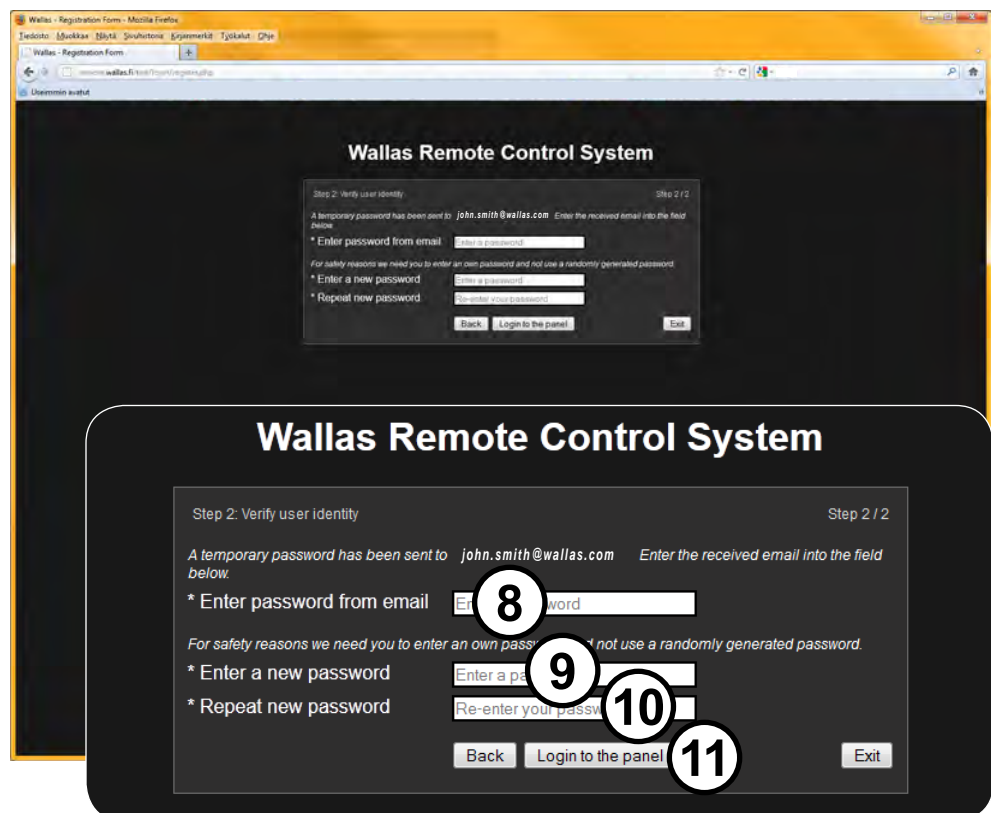 Wallas - Registration Form - Mozilla Firefox
Tiedosto Muokkaa Näytä Sivuhistoria Kirjanmerkit Työkalut Ohje
Wallas - Registration Form +
wallas.fi
Useimmin avatut
Wallas Remote Control System
Step 2: Verify user identity Step 2 / 2
A temporary password has been sent to john.smith@wallas.com Enter the received email into the field
below.
* Enter password from email Enter a password
For safety reasons we need you to enter an own password and not use a randomly generated password.
* Enter a new password Enter a password
* Repeat new password Re-enter your password
Back Login to the panel Exit
Wallas Remote Control System
Step 2: Verify user identity Step 2 / 2
A temporary password has been sent to john.smith@wallas.com Enter the received email into the field
below.
* Enter password from email En 8 word
For safety reasons we need you to enter an own pass not use a randomly generated password.
* Enter a new password Enter a pa 9
* Repeat new password Re-enter your passw 10
Back Login to the panel 11 Exit